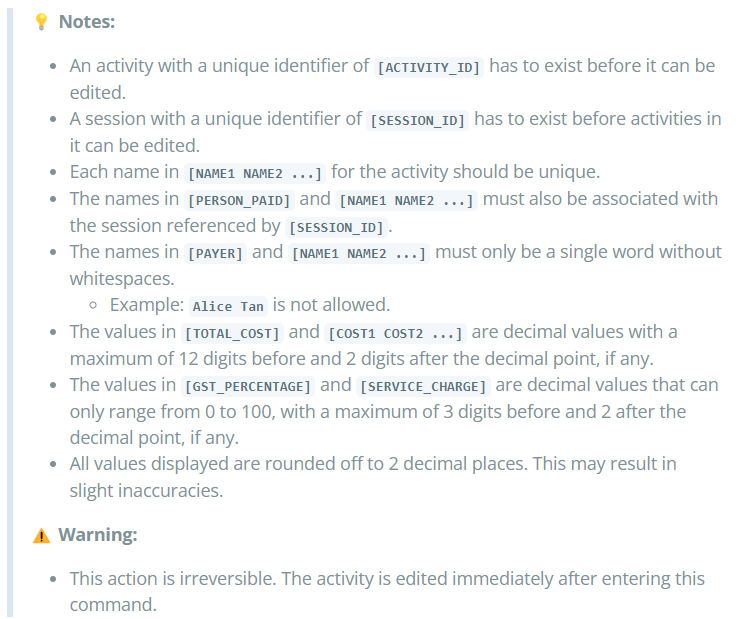 Notes:
An activity with a unique identifier of [ACTIVITY_ID] has to exist before it can be
edited.
A session with a unique identifier of [SESSION_ID] has to exist before activities in
it can be edited.
Each name in [NAME1 NAME2 ...] for the activity should be unique.
The names in [PERSON_PAID] and [NAME1 NAME2 ...] must also be associated with
the session referenced by [SESSION_ID].
The names in [PAYER] and [NAME1 NAME2 ...] must only be a single word without
whitespaces.
Example: Alice Tan is not allowed.
The values in [TOTAL_COST] and [COST1 COST2 ...] are decimal values with a
maximum of 12 digits before and 2 digits after the decimal point, if any.
The values in [GST_PERCENTAGE] and [SERVICE_CHARGE] are decimal values that can
only range from 0 to 100, with a maximum of 3 digits before and 2 after the
decimal point, if any.
All values displayed are rounded off to 2 decimal places. This may result in
slight inaccuracies.
Warning:
This action is irreversible. The activity is edited immediately after entering this
command.